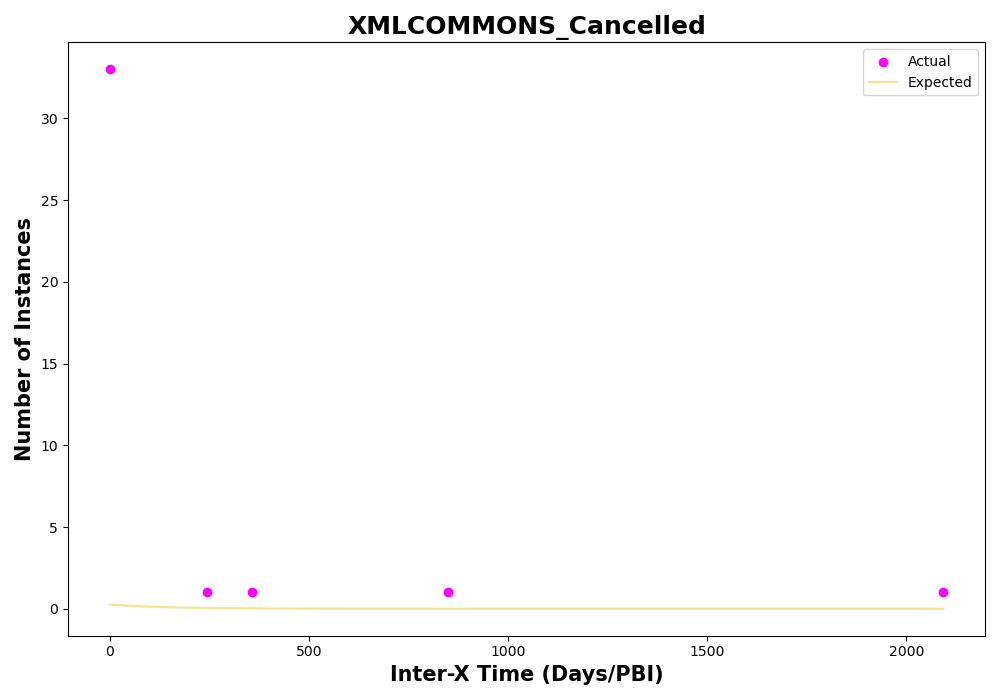 XMLCOMMONS_Cancelled
Actual
Expected
Number of Instances
30
25
20
15
10
5
0
0 500 1000 1500 2000
Inter-X Time (Days/PBI)